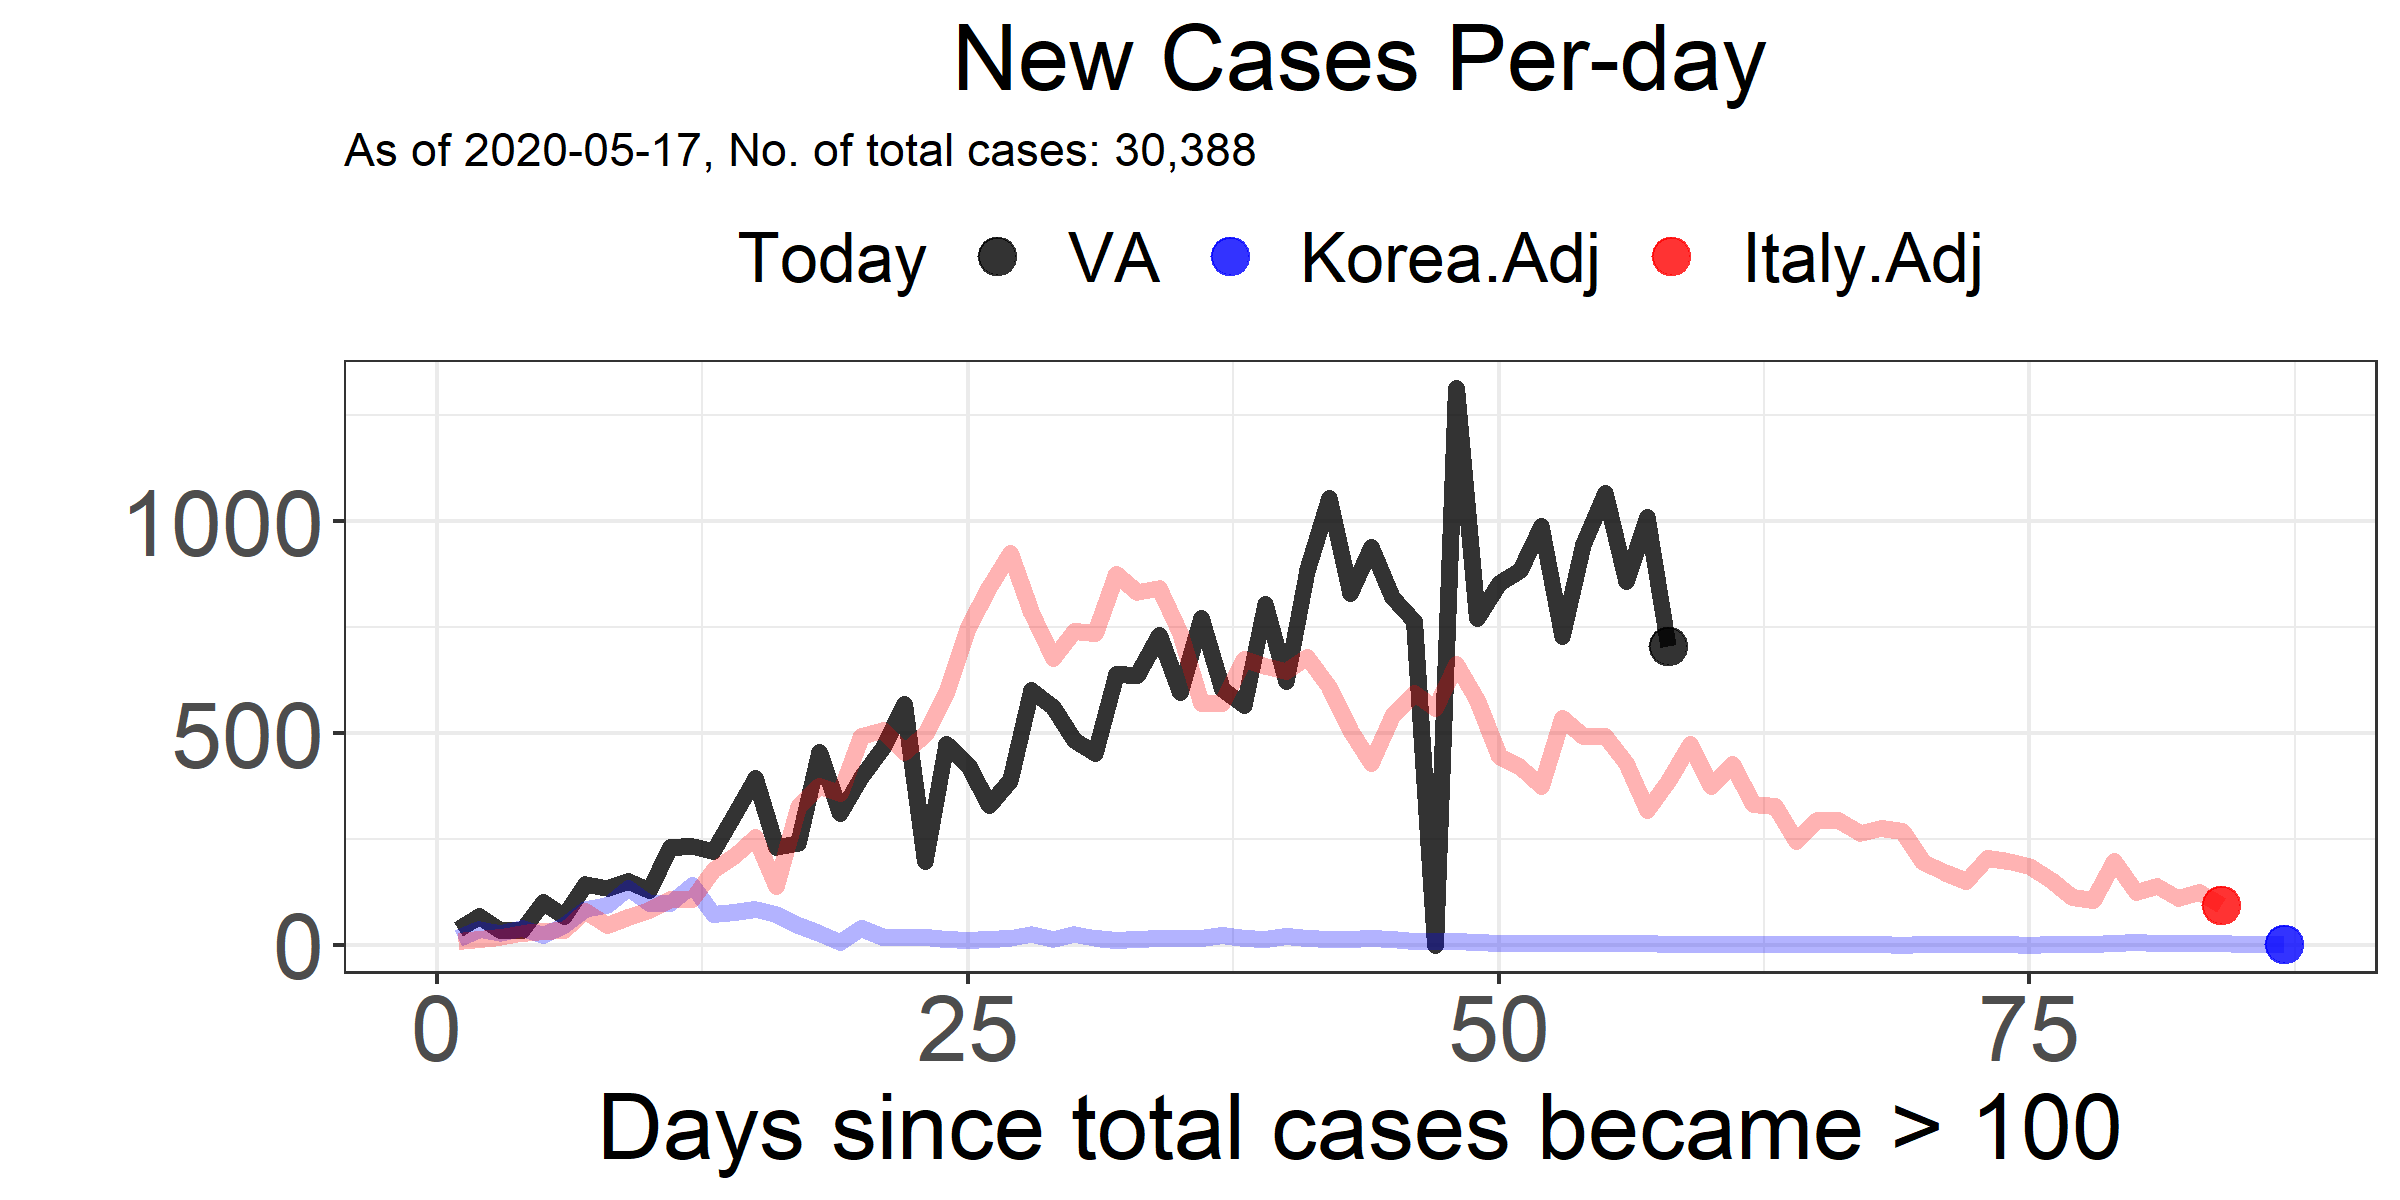 New Cases Per-day
As of 2020-05-17, No. of total cases: 30,388
Today VA Korea.Adj Italy.Adj
1000
500
0
0 25 50 75
Days since total cases became > 100